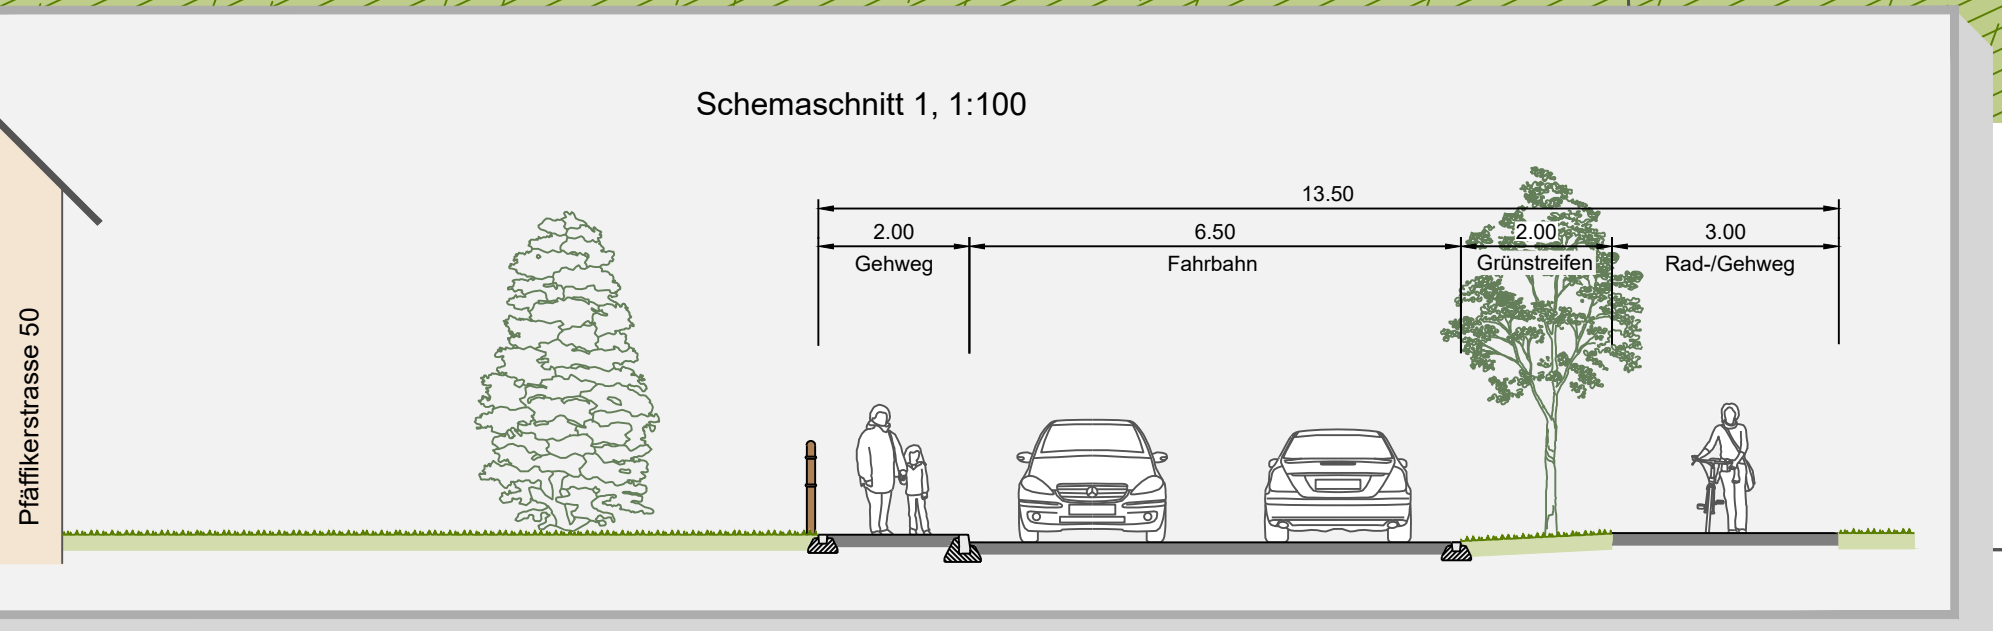 Schemaschnitt 1, 1:100
13.50
2.00 6.50 2.00 3.00
Gehweg Fahrbahn Grünstreifen Rad-/Gehweg
Pfäffikerstrasse 50